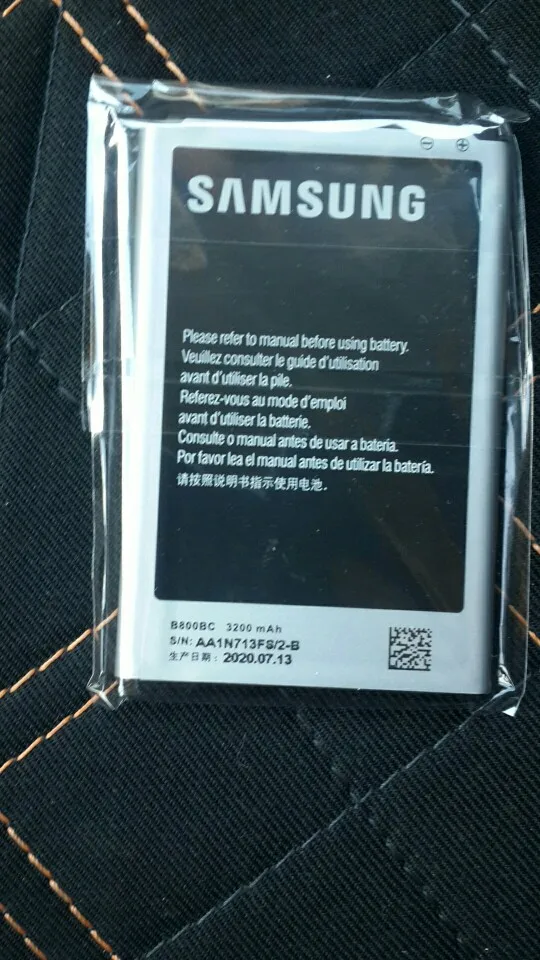 SAMSUNG
Please refer to manual before using battery.
Veuillez consulter le guide d'utilisation
avant d'utiliser la pile.
Referez-vous au mode d'emploi
avant d'utiliser la batterie.
Consulte o manual antes de usar a bateria.
Por favor lea el manual antes de utilizar la batería.
请按照说明书指示使用电池.
B800BC 3200 mAh
S/N: AA1N713FS/2-B
生产日期: 2020.07.13